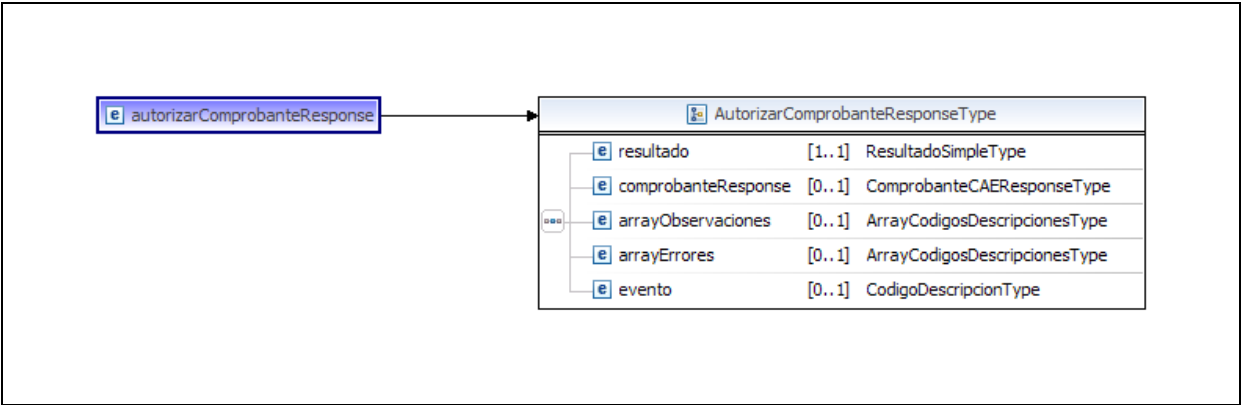 autorizarComprobanteResponse
AutorizarComprobanteResponseType
e resultado [1..1] ResultadoSimpleType
e comprobanteResponse [0..1] ComprobanteCAEResponseType
e arrayObservaciones [0..1] ArrayCodigosDescripcionesType
e arrayErrores [0..1] ArrayCodigosDescripcionesType
e evento [0..1] CodigoDescripcionType